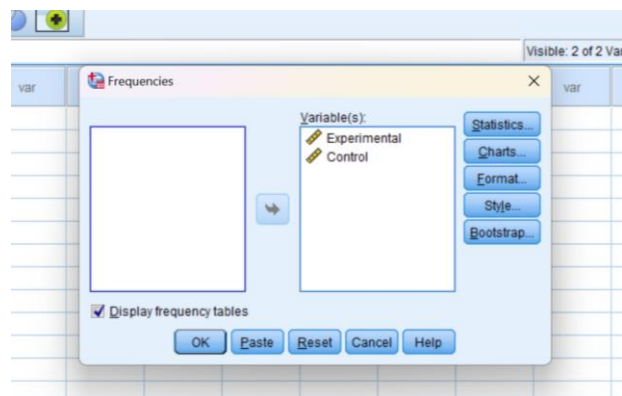 Visible: 2 of 2 Va
var
Frequencies
var
Variable(s):
Experimental
Control
Statistics...
Charts...
Format...
Style...
Bootstrap...
Display frequency tables
OK Paste Reset Cancel Help